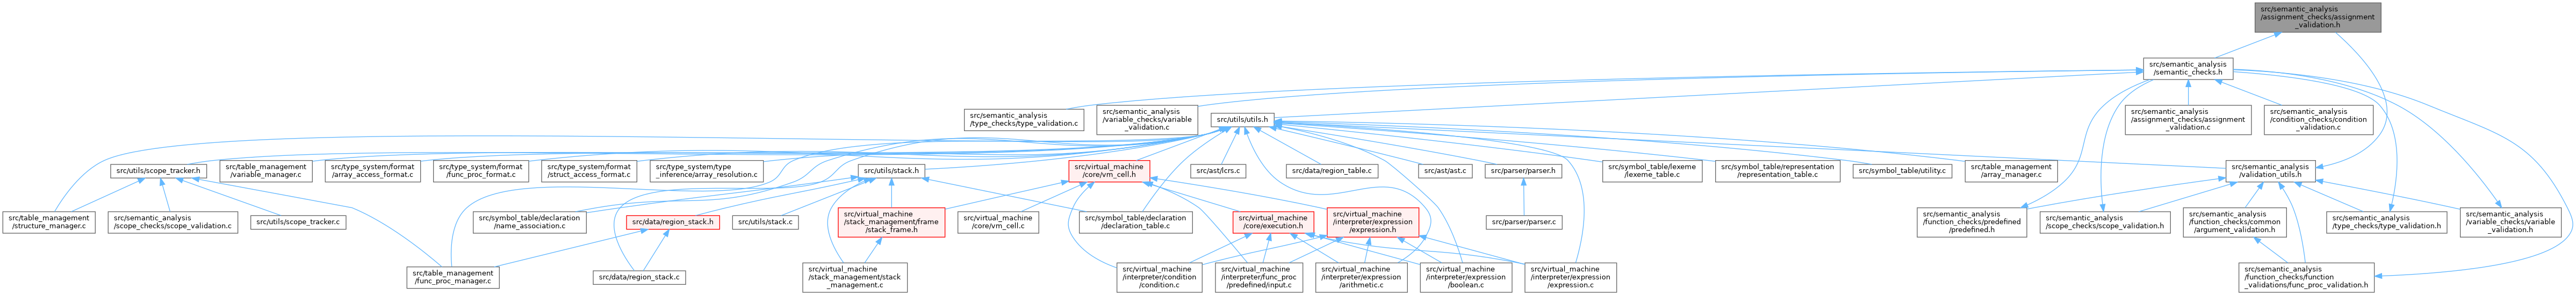 src/semantic_analysis
/assignment_checks/assignment
_validation.h
src/semantic_analysis
/semantic_checks.h
src/semantic_analysis
/type_checks/type_validation.c
src/semantic_analysis
/variable_checks/variable
_validation.c
src/utils/utils.h
src/semantic_analysis
/assignment_checks/assignment
_validation.c
src/semantic_analysis
/condition_checks/condition
_validation.c
src/utils/scope_tracker.h
src/table_management
/variable_manager.c
src/type_system/format
/array_access_format.c
src/type_system/format
/func_proc_format.c
src/type_system/format
/struct_access_format.c
src/type_system/type
_inference/array_resolution.c
src/utils/stack.h
src/virtual_machine
/core/vm_cell.h
src/ast/lcrs.c
src/data/region_table.c
src/ast/ast.c
src/parser/parser.h
src/symbol_table/lexeme
/lexeme_table.c
src/symbol_table/representation
/representation_table.c
src/symbol_table/utility.c
src/table_management
/array_manager.c
src/semantic_analysis
/validation_utils.h
src/table_management
/structure_manager.c
src/semantic_analysis
/scope_checks/scope_validation.c
src/utils/scope_tracker.c
src/symbol_table/declaration
/name_association.c
src/data/region_stack.h
src/utils/stack.c
src/virtual_machine
/stack_management/frame
/stack_frame.h
src/virtual_machine
/core/vm_cell.c
src/symbol_table/declaration
/declaration_table.c
src/virtual_machine
/core/execution.h
src/virtual_machine
/interpreter/expression
/expression.h
src/parser/parser.c
src/semantic_analysis
/function_checks/predefined
/predefined.h
src/semantic_analysis
/scope_checks/scope_validation.h
src/semantic_analysis
/function_checks/common
/argument_validation.h
src/semantic_analysis
/type_checks/type_validation.h
src/semantic_analysis
/variable_checks/variable
_validation.h
src/table_management
/func_proc_manager.c
src/data/region_stack.c
src/virtual_machine
/stack_management/stack
_management.c
src/virtual_machine
/interpreter/condition
/condition.c
src/virtual_machine
/interpreter/func_proc
/predefined/input.c
src/virtual_machine
/interpreter/expression
/arithmetic.c
src/virtual_machine
/interpreter/expression
/boolean.c
src/virtual_machine
/interpreter/expression
/expression.c
src/semantic_analysis
/function_checks/function
_validations/func_proc_validation.h